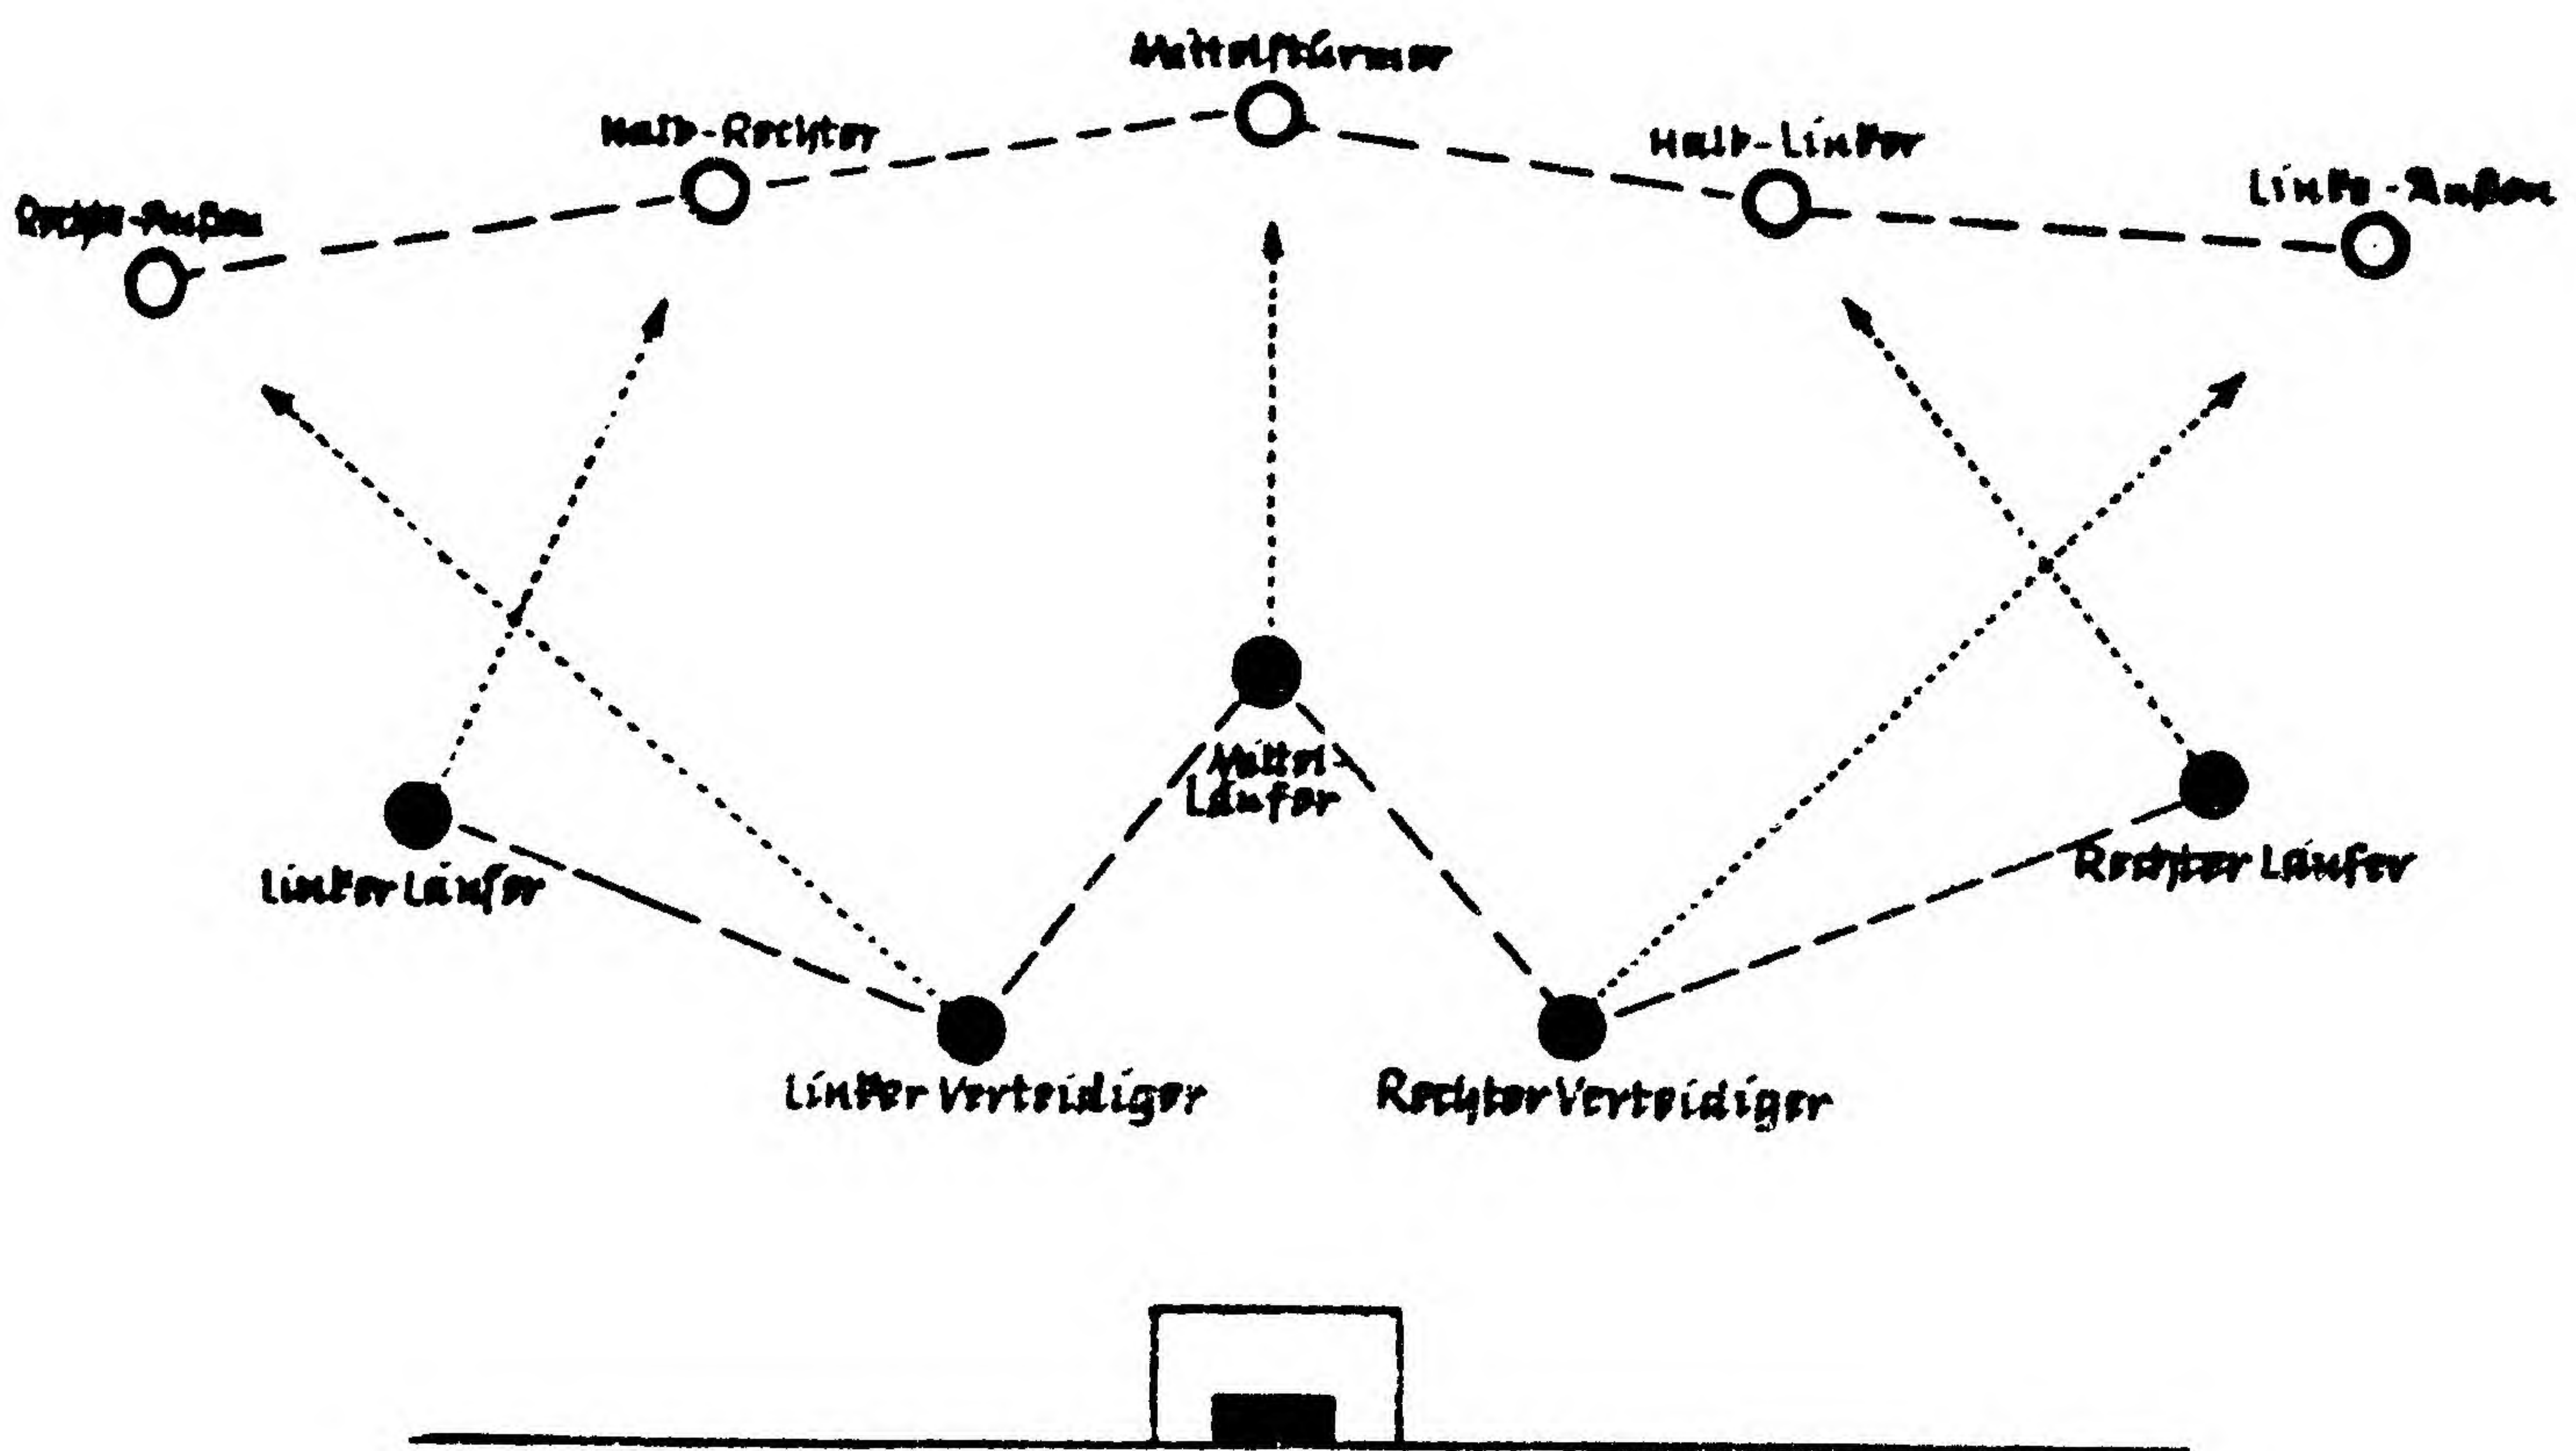 Mittelstürmer
Halb-Rechter
Halb-Linker
Rechts-Außen
Links-Außen
Mittel-
Läufer
Linker Läufer
Rechter Läufer
Linker Verteidiger
Rechter Verteidiger